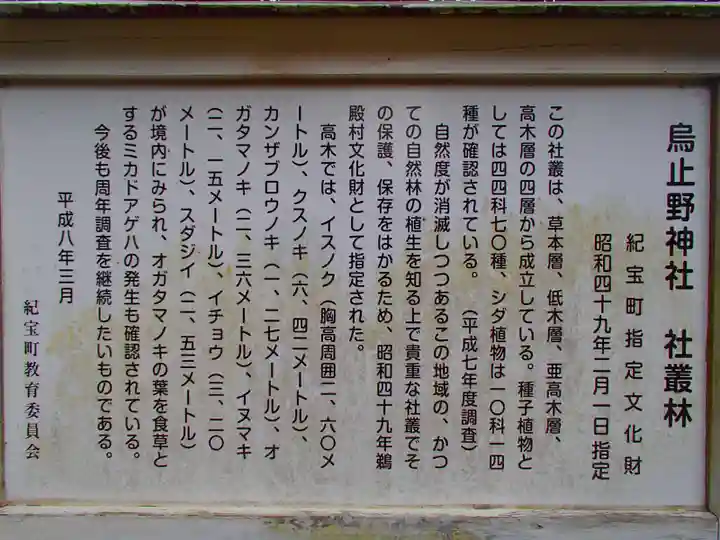 烏止野神社　社叢林
紀宝町指定文化財
昭和四十九年二月一日指定
この社叢は、草本層、低木層、亜高木層、
高木層の四層から成立している。種子植物と
しては四四科七〇種、シダ植物は一〇科一四
種が確認されている。（平成七年度調査）
自然度が消滅しつつあるこの地域の、かつ
ての自然林の植生を知る上で貴重な社叢でそ
の保護、保存をはかるため、昭和四十九年鵜
殿村文化財として指定された。
高木では、イスノク（胸高周囲二、六〇メ
ートル）、クスノキ（六、四二メートル）、
カンザブロウノキ（一、二七メートル）、オ
ガタマノキ（二、三六メートル）、イヌマキ
（二、一五メートル）、イチョウ（三、二〇
メートル）、スダジイ（二、五三メートル）
が境内にみられ、オガタマノキの葉を食草と
するミカドアゲハの発生も確認されている。
今後も周年調査を継続したいものである。
平成八年三月
紀宝町教育委員会